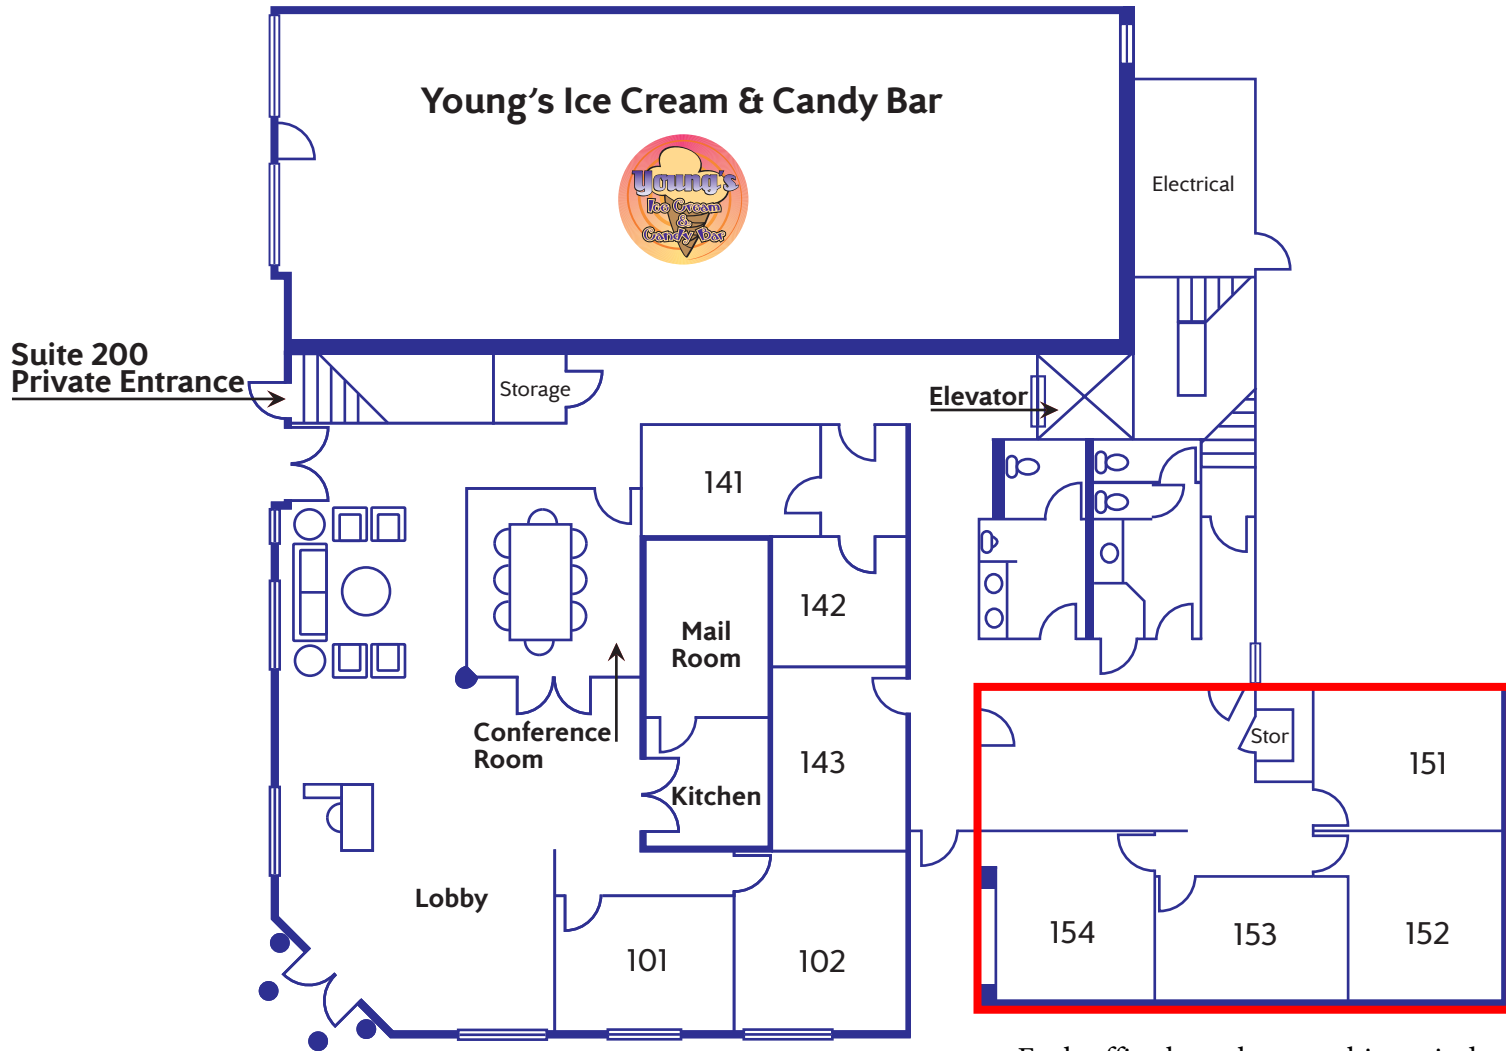 Young's Ice Cream & Candy Bar
Young's
Ice Cream
&
Candy Bar
Electrical
Suite 200
Private Entrance
Storage
Elevator
141
142
Mail
Room
Conference
Room
143
Kitchen
Stor
151
Lobby
101
102
154
153
152